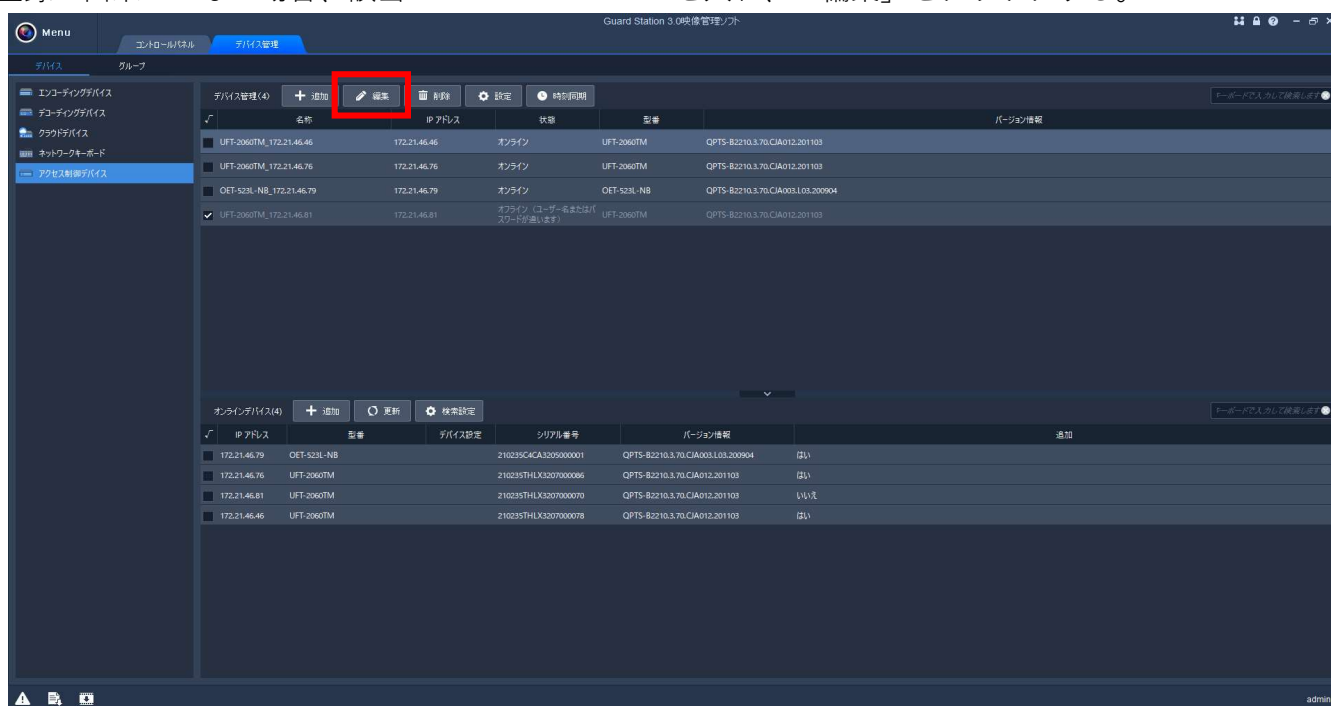 Guard Station 3.0映像管理ソフト
Menu
コントロールパネル
デバイス管理
デバイス
グループ
エンコーディングデバイス
デコーディングデバイス
クラウドデバイス
ネットワークキーボード
アクセス制御デバイス
デバイス管理(4)
追加
編集
削除
設定
時刻同期
キーボードで入力して検索します
√ 名称 IP アドレス 状態 型番 バージョン情報
UFT-2060TM_172.21.46.46 172.21.46.46 オンライン UFT-2060TM QPTS-B2210.3.70.CJA012.201103
UFT-2060TM_172.21.46.76 172.21.46.76 オンライン UFT-2060TM QPTS-B2210.3.70.CJA012.201103
OET-523L-NB_172.21.46.79 172.21.46.79 オンライン OET-523L-NB QPTS-B2210.3.70.CJA003.L03.200904
UFT-2060TM_172.21.46.81 172.21.46.81 オフライン（ユーザー名またはパスワードが違います） UFT-2060TM QPTS-B2210.3.70.CJA012.201103
オンラインデバイス(4)
追加
更新
検索設定
キーボードで入力して検索します
√ IP アドレス 型番 デバイス設定 シリアル番号 バージョン情報 追加
172.21.46.79 OET-523L-NB 210235C4CA3205000001 QPTS-B2210.3.70.CJA003.L03.200904 はい
172.21.46.76 UFT-2060TM 210235THLX3207000086 QPTS-B2210.3.70.CJA012.201103 はい
172.21.46.81 UFT-2060TM 210235THLX3207000070 QPTS-B2210.3.70.CJA012.201103 いいえ
172.21.46.46 UFT-2060TM 210235THLX3207000078 QPTS-B2210.3.70.CJA012.201103 はい
admin